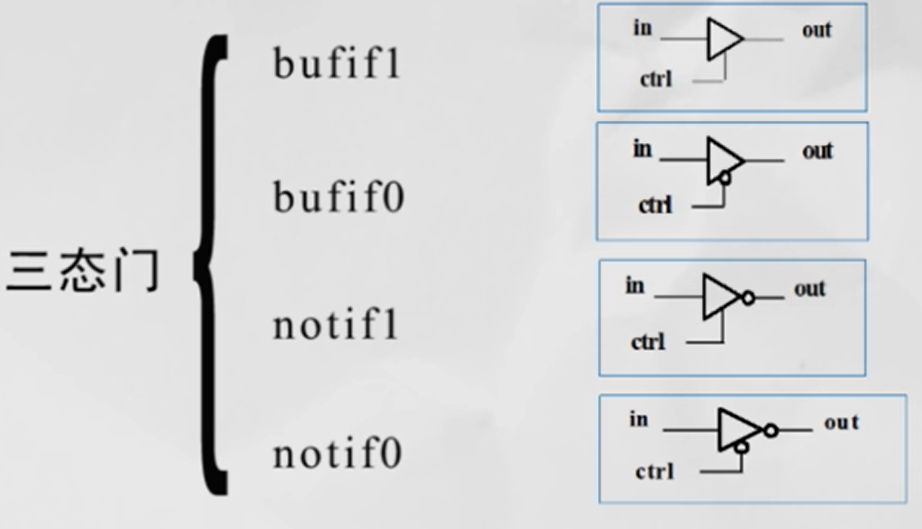 三态门
bufif1
in out
ctrl
bufif0
in out
ctrl
notif1
in out
ctrl
notif0
in out
ctrl